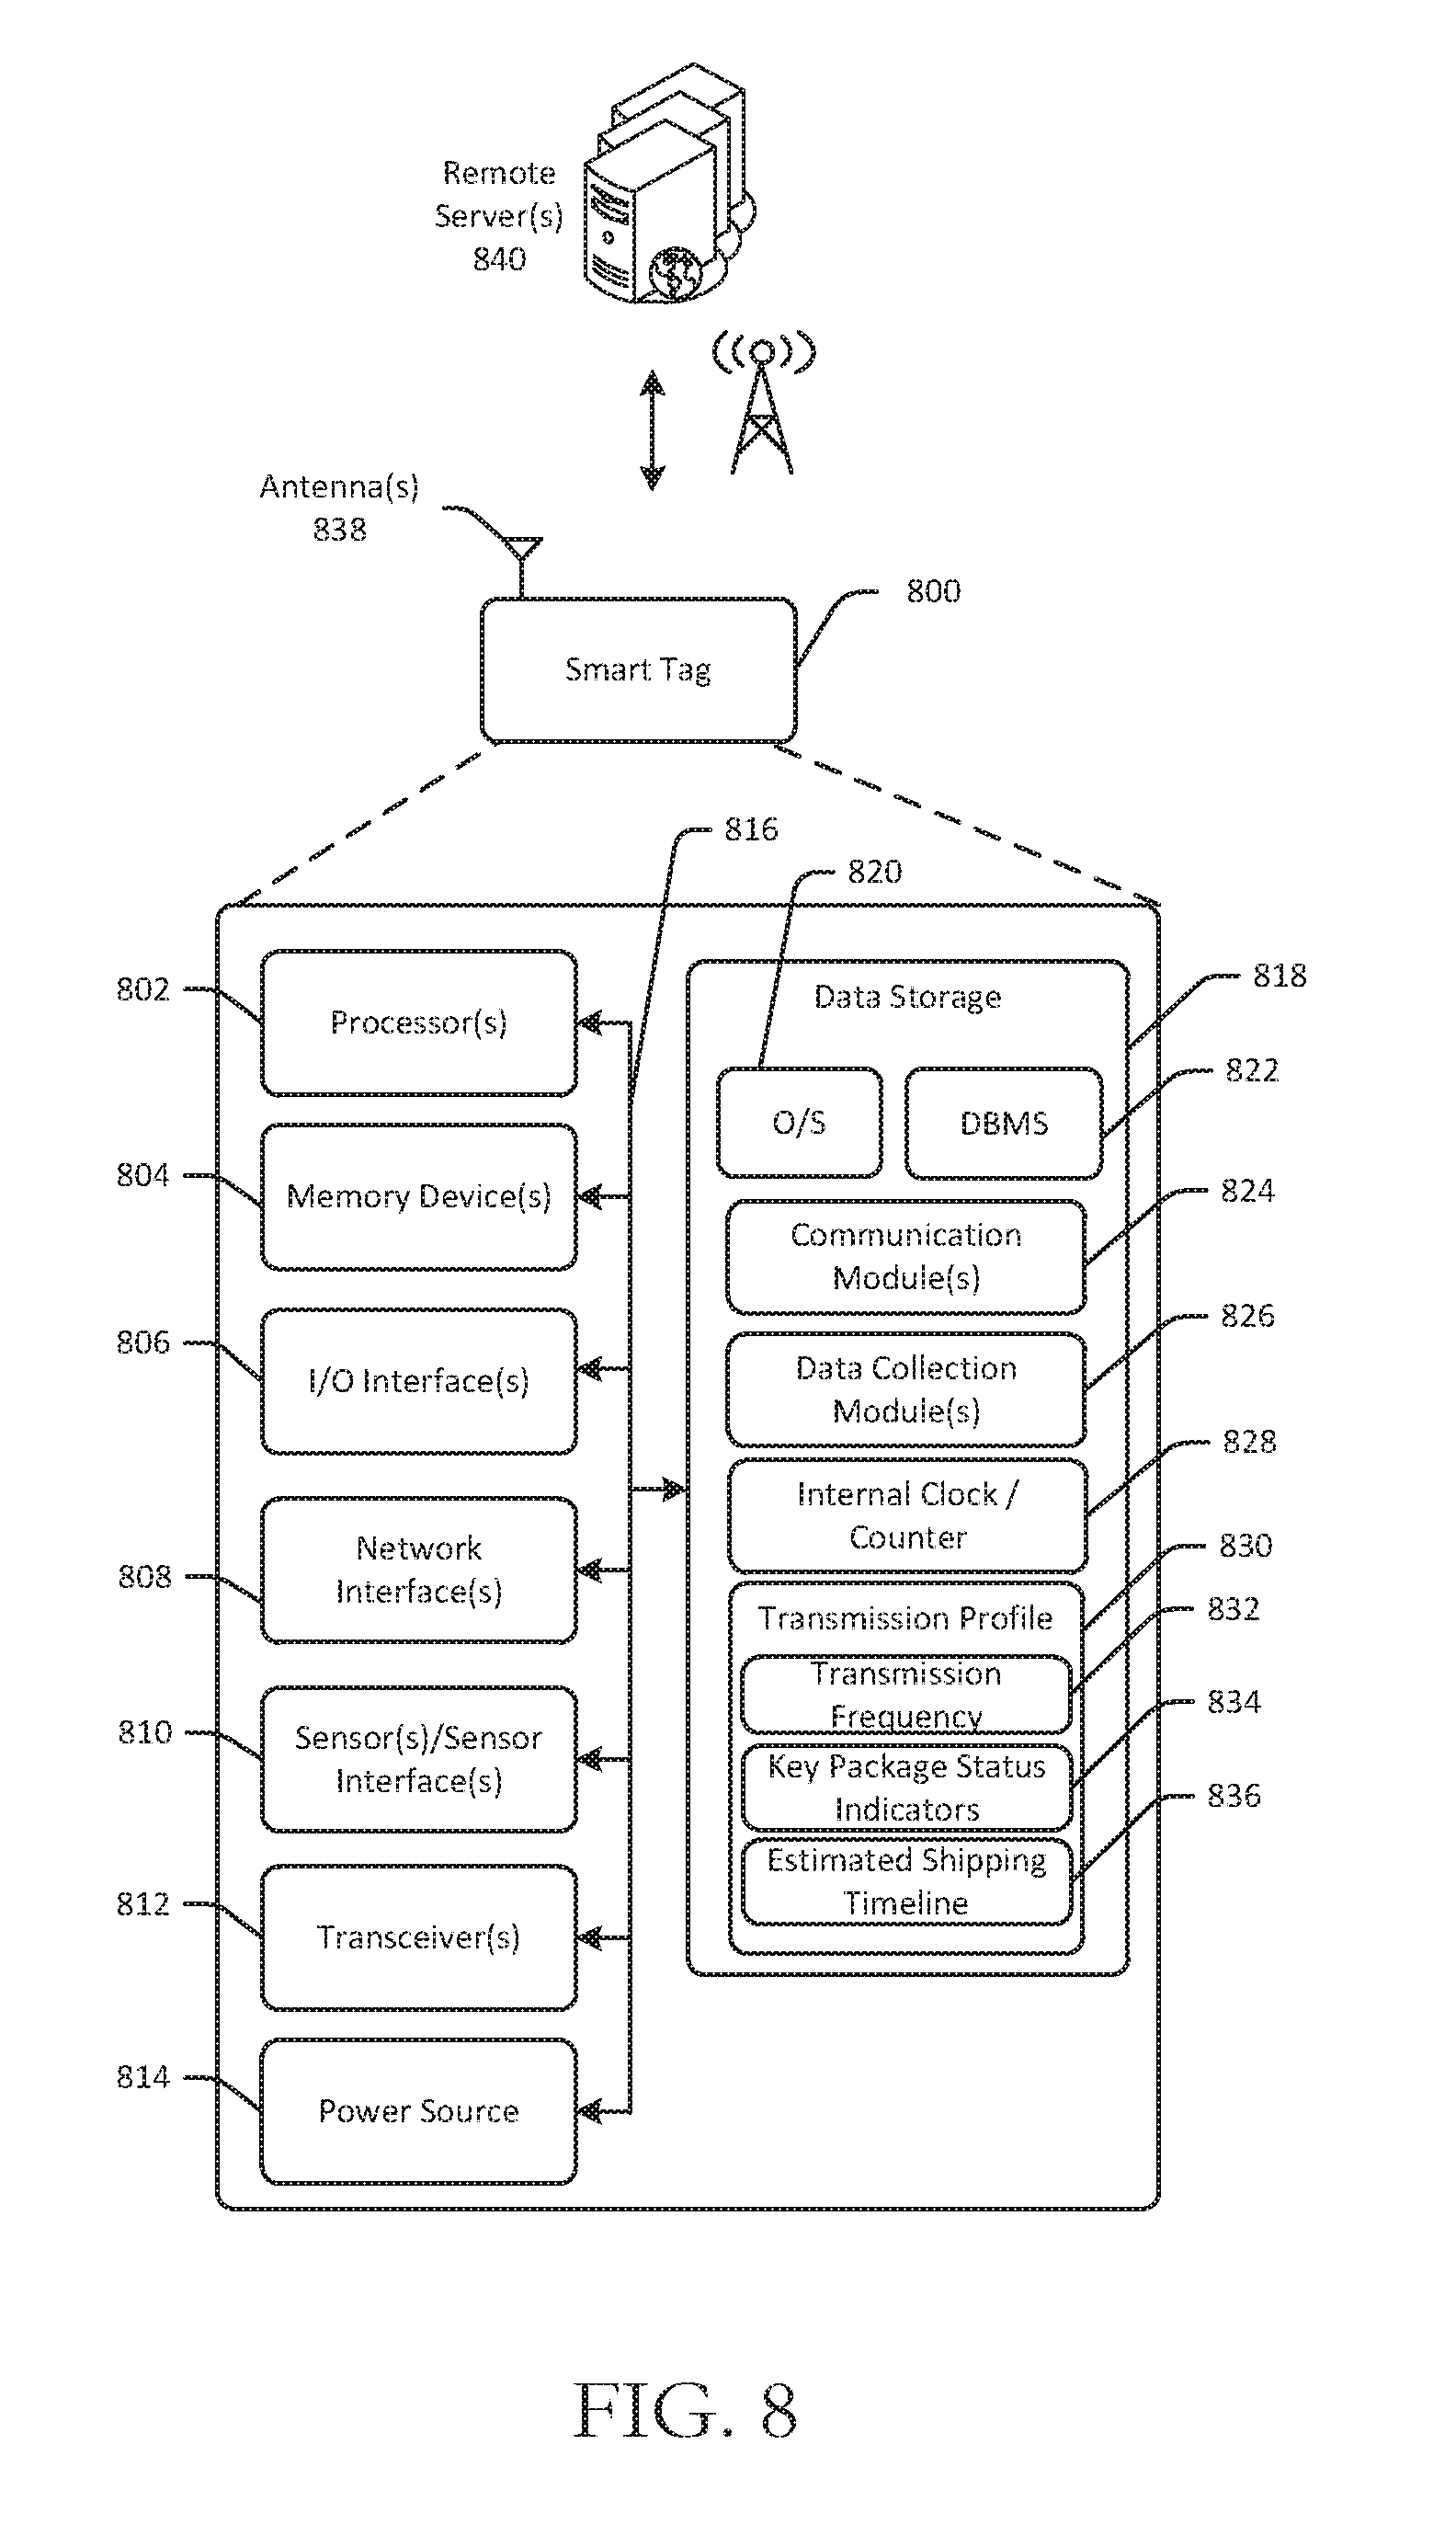 Remote
Server(s)
840
Antenna(s)
838
800
Smart Tag
816
820
802
Processor(s)
818
Data Storage
822
O/S
DBMS
804
Memory Device(s)
824
Communication
Module(s)
806
I/O Interface(s)
826
Data Collection
Module(s)
828
Internal Clock /
Counter
808
Network
Interface(s)
830
Transmission Profile
832
Transmission
Frequency
810
Sensor(s)/Sensor
Interface(s)
834
Key Package Status
Indicators
836
Estimated Shipping
Timeline
812
Transceiver(s)
814
Power Source
FIG. 8